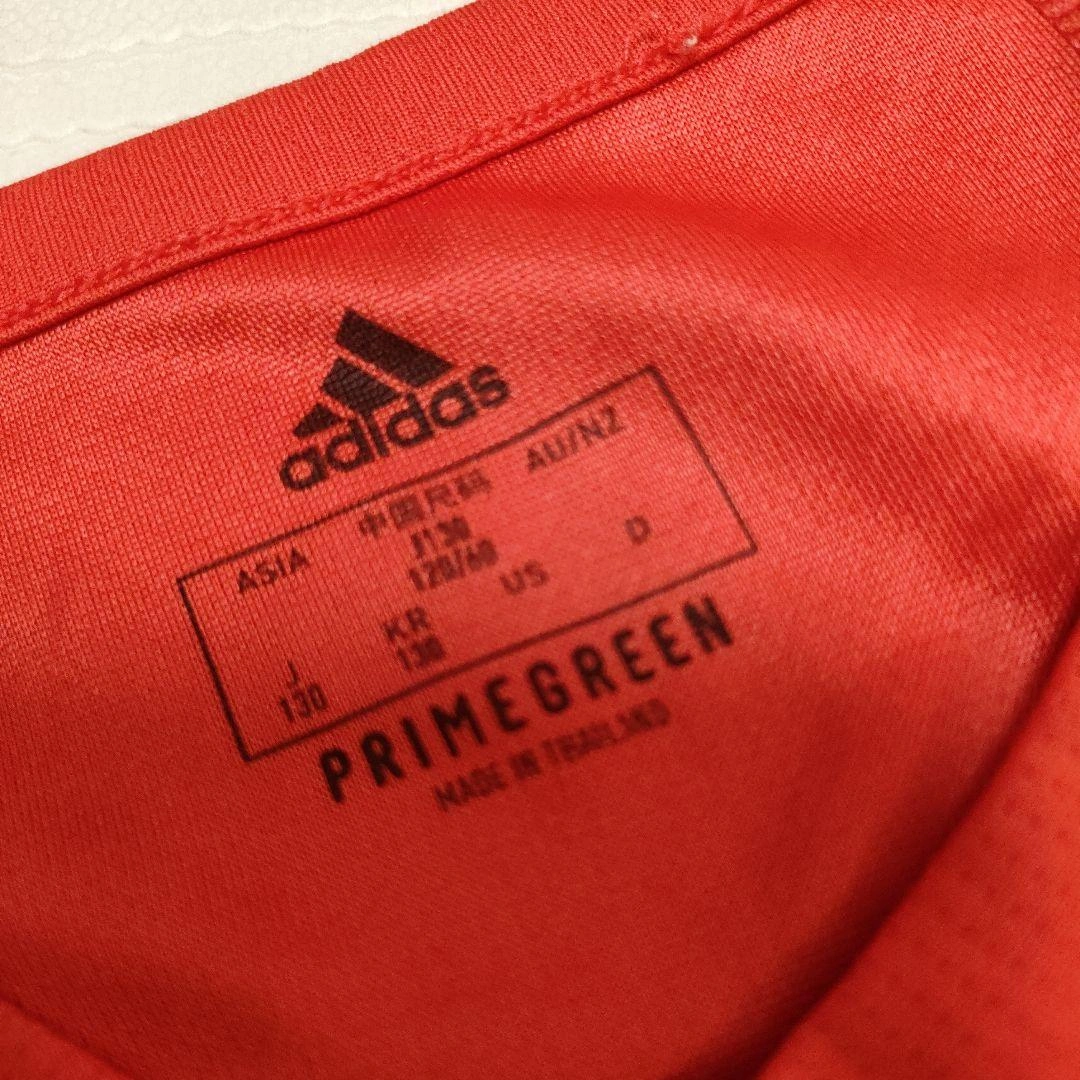 adidas
ASIA 中国尺码 AU/NZ
J130
120/60
J KR US D
130 130
PRIMEGREEN
MADE IN THAILAND